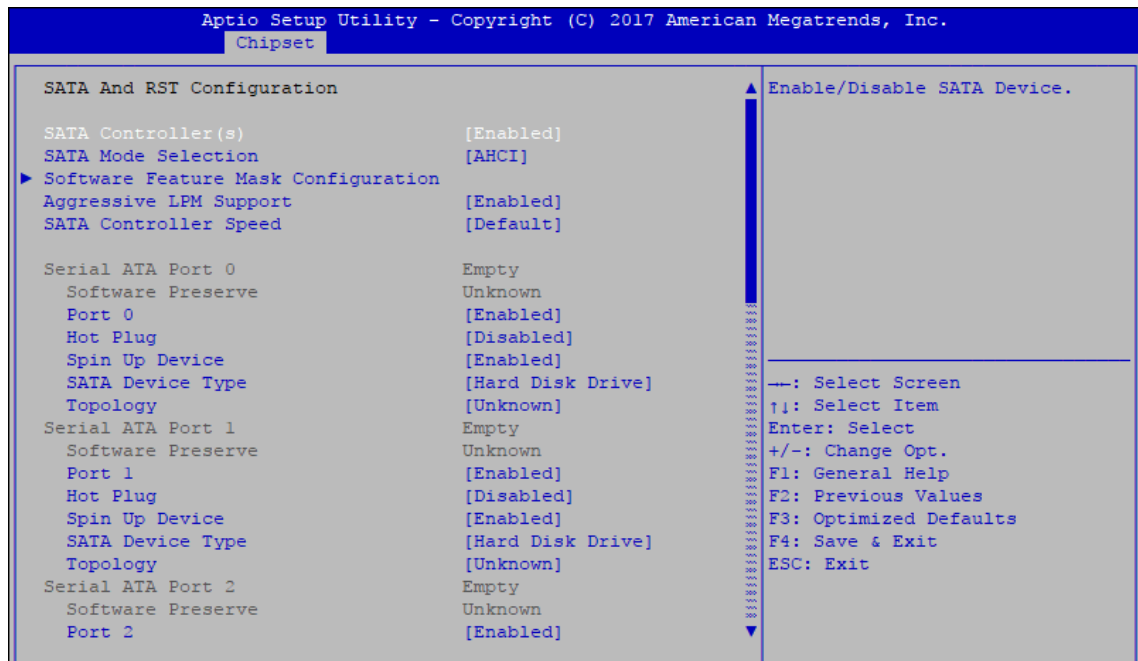 Aptio Setup Utility - Copyright (C) 2017 American Megatrends, Inc.
Chipset
SATA And RST Configuration
SATA Controller(s) [Enabled]
SATA Mode Selection [AHCI]
► Software Feature Mask Configuration
Aggressive LPM Support [Enabled]
SATA Controller Speed [Default]
Serial ATA Port 0 Empty
Software Preserve Unknown
Port 0 [Enabled]
Hot Plug [Disabled]
Spin Up Device [Enabled]
SATA Device Type [Hard Disk Drive]
Topology [Unknown]
Serial ATA Port 1 Empty
Software Preserve Unknown
Port 1 [Enabled]
Hot Plug [Disabled]
Spin Up Device [Enabled]
SATA Device Type [Hard Disk Drive]
Topology [Unknown]
Serial ATA Port 2 Empty
Software Preserve Unknown
Port 2 [Enabled]
Enable/Disable SATA Device.
→←: Select Screen
↑↓: Select Item
Enter: Select
+/-: Change Opt.
F1: General Help
F2: Previous Values
F3: Optimized Defaults
F4: Save & Exit
ESC: Exit